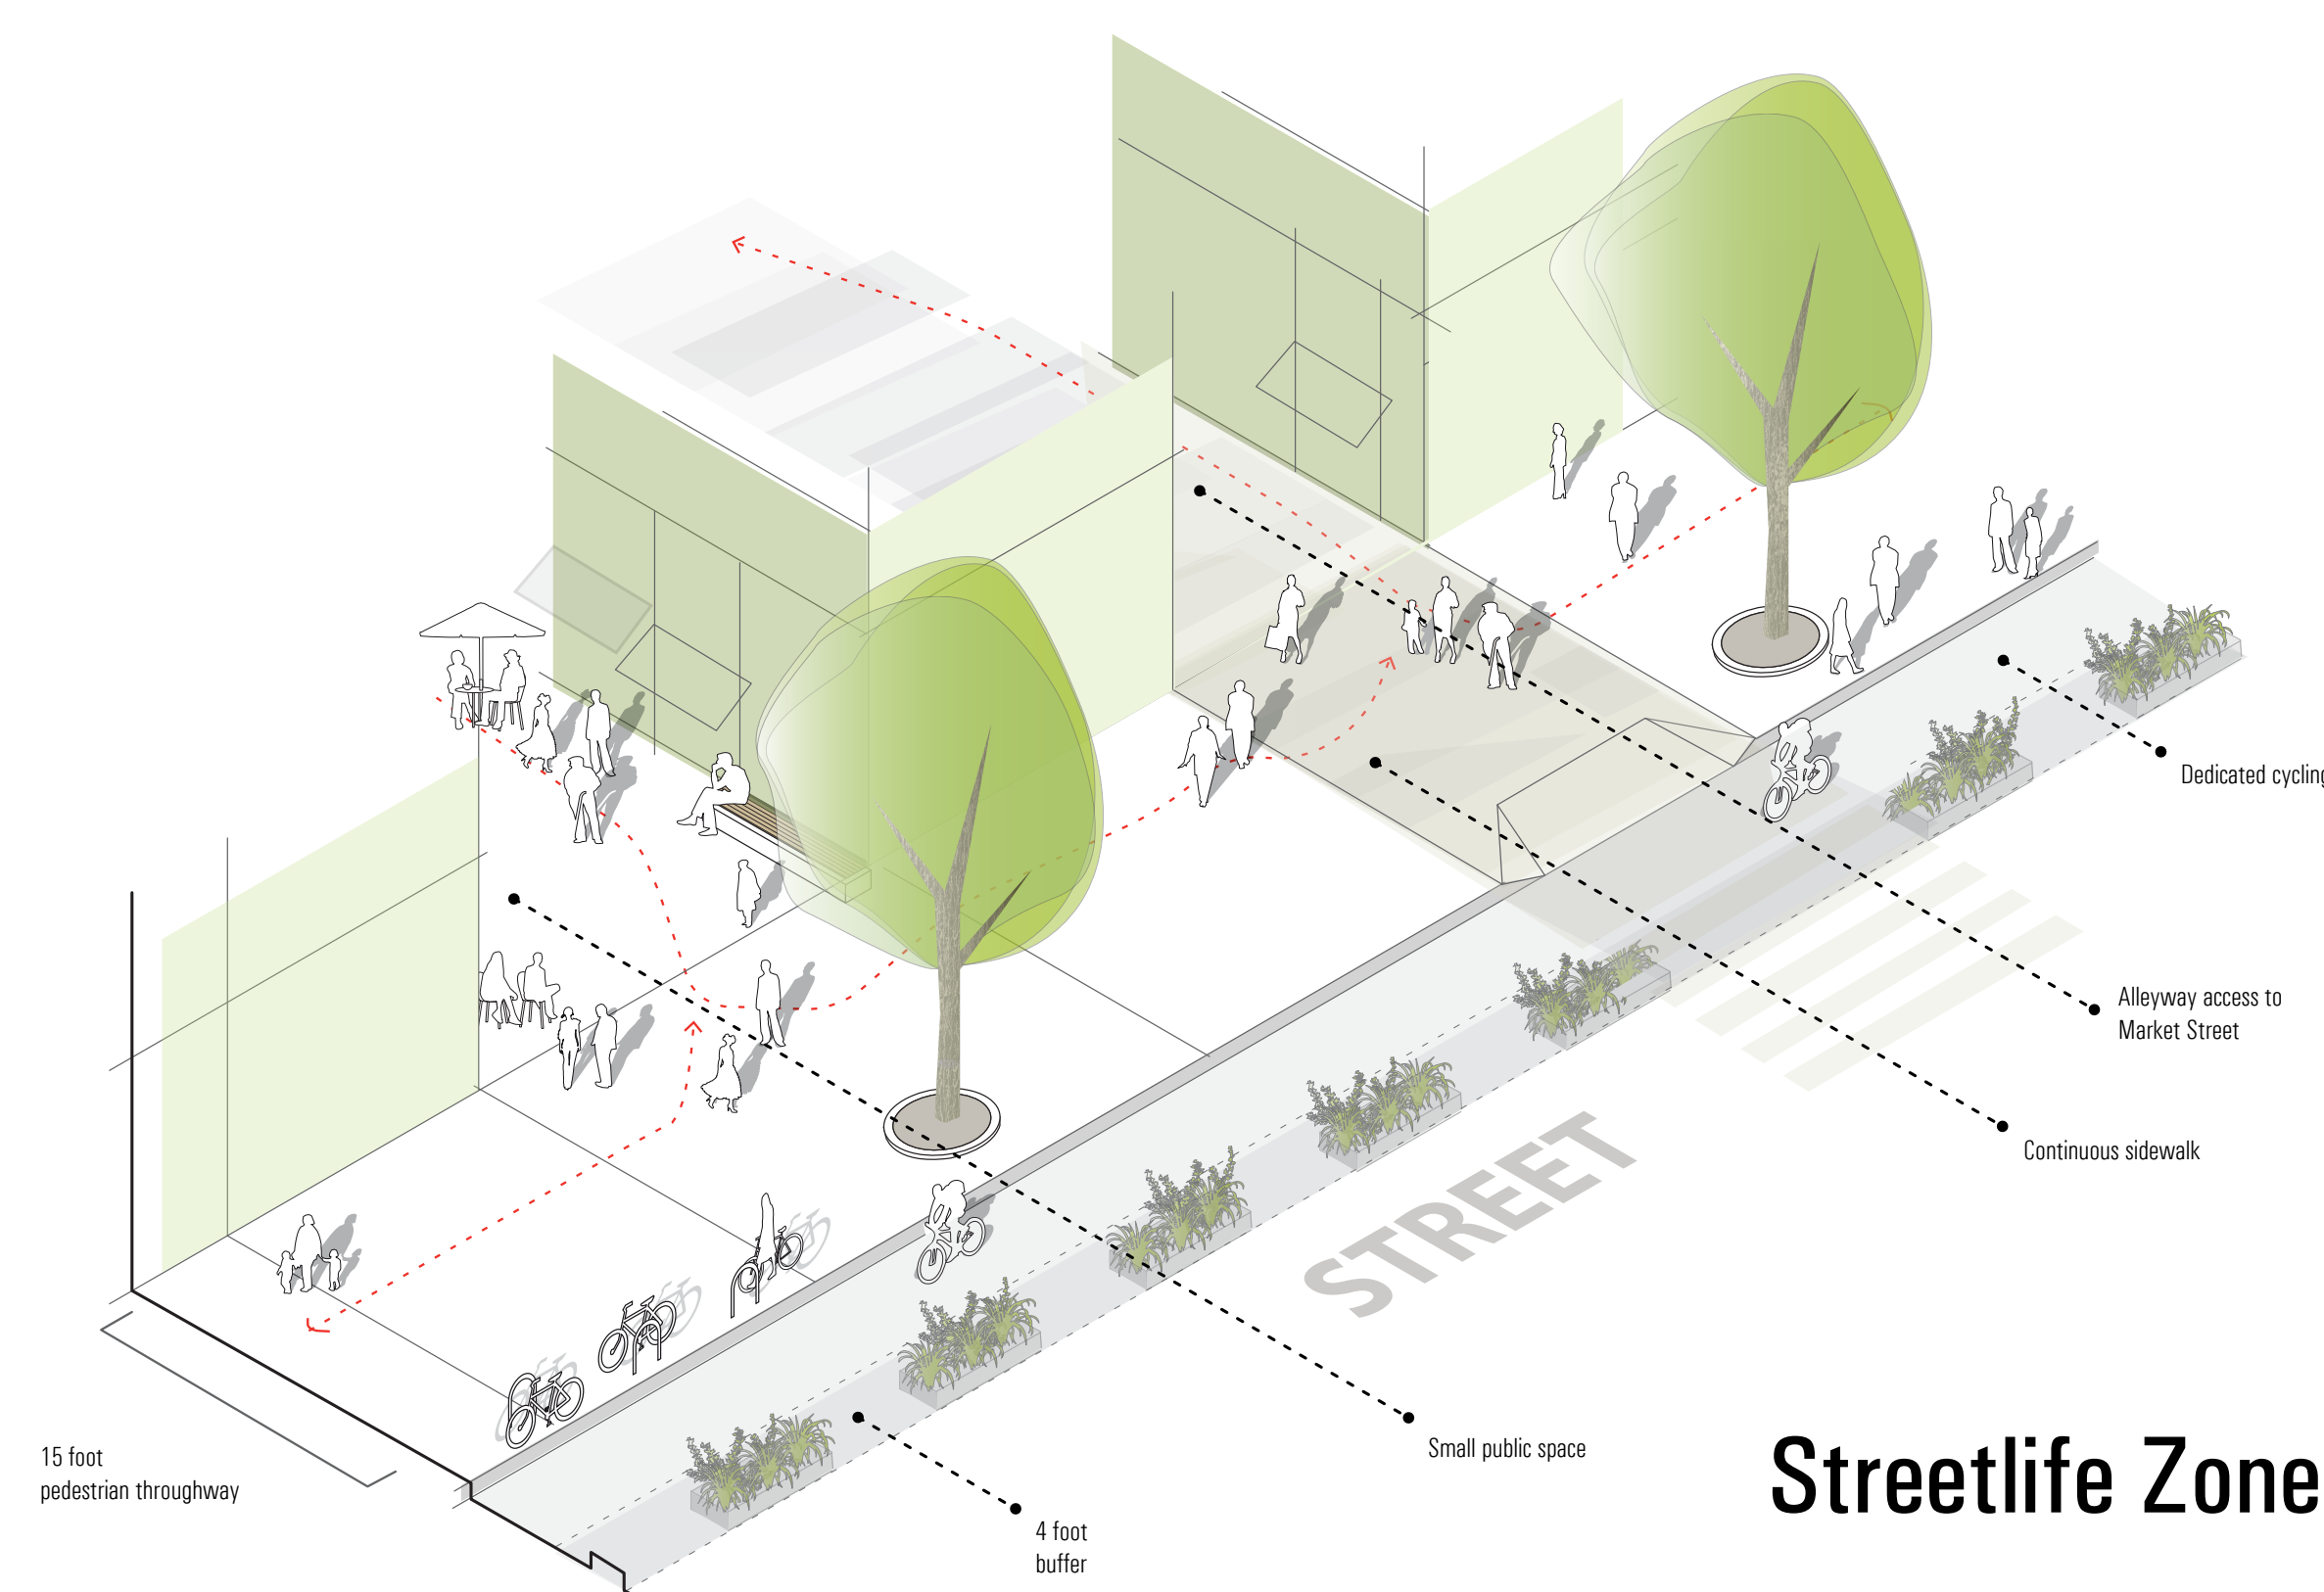 Dedicated cycling
Alleyway access to
Market Street
Continuous sidewalk
STREET
Small public space
15 foot
pedestrian throughway
4 foot
buffer
Streetlife Zone